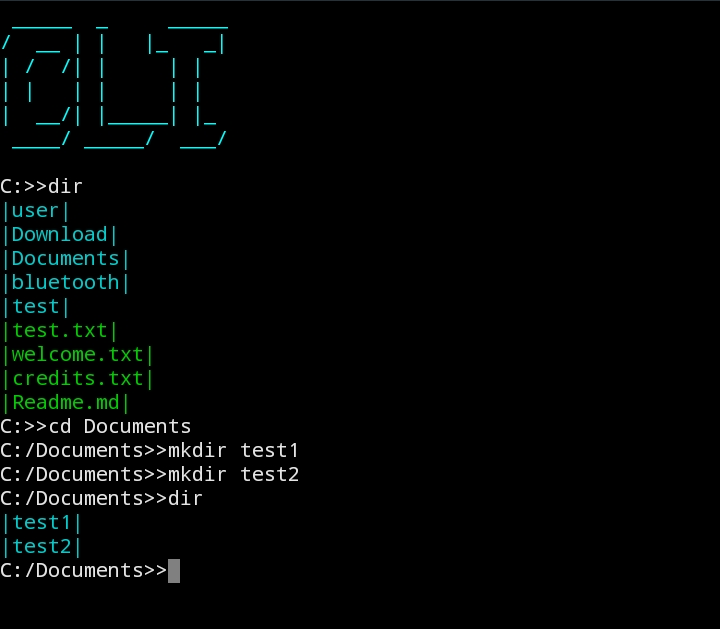 CLI
C:>>dir
|user|
|Download|
|Documents|
|bluetooth|
|test|
|test.txt|
|welcome.txt|
|credits.txt|
|Readme.md|
C:>>cd Documents
C:/Documents>>mkdir test1
C:/Documents>>mkdir test2
C:/Documents>>dir
|test1|
|test2|
C:/Documents>>